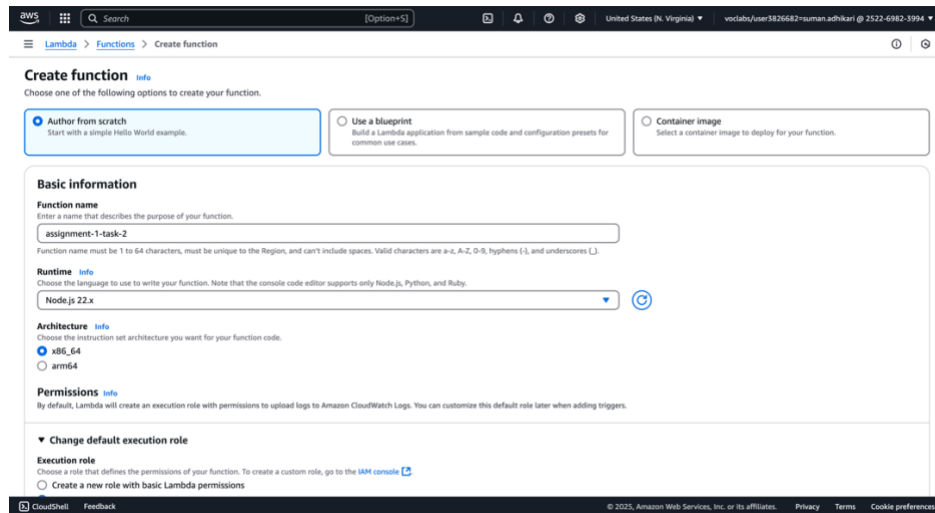 aws
Search [Option+S] United States (N. Virginia) voclabs/user3826682=suman.adhikari @ 2522-6982-3994
Lambda > Functions > Create function
Create function Info
Choose one of the following options to create your function.
Author from scratch
Start with a simple Hello World example.
Use a blueprint
Build a Lambda application from sample code and configuration presets for
common use cases.
Container image
Select a container image to deploy for your function.
Basic information
Function name
Enter a name that describes the purpose of your function.
assignment-1-task-2
Function name must be 1 to 64 characters, must be unique to the Region, and can't include spaces. Valid characters are a-z, A-Z, 0-9, hyphens (-), and underscores (_).
Runtime Info
Choose the language to use to write your function. Note that the console code editor supports only Node.js, Python, and Ruby.
Node.js 22.x
Architecture Info
Choose the instruction set architecture you want for your function code.
x86_64
arm64
Permissions Info
By default, Lambda will create an execution role with permissions to upload logs to Amazon CloudWatch Logs. You can customize this default role later when adding triggers.
Change default execution role
Execution role
Choose a role that defines the permissions of your function. To create a custom role, go to the IAM console.
Create a new role with basic Lambda permissions
CloudShell Feedback © 2025, Amazon Web Services, Inc. or its affiliates. Privacy Terms Cookie preferences